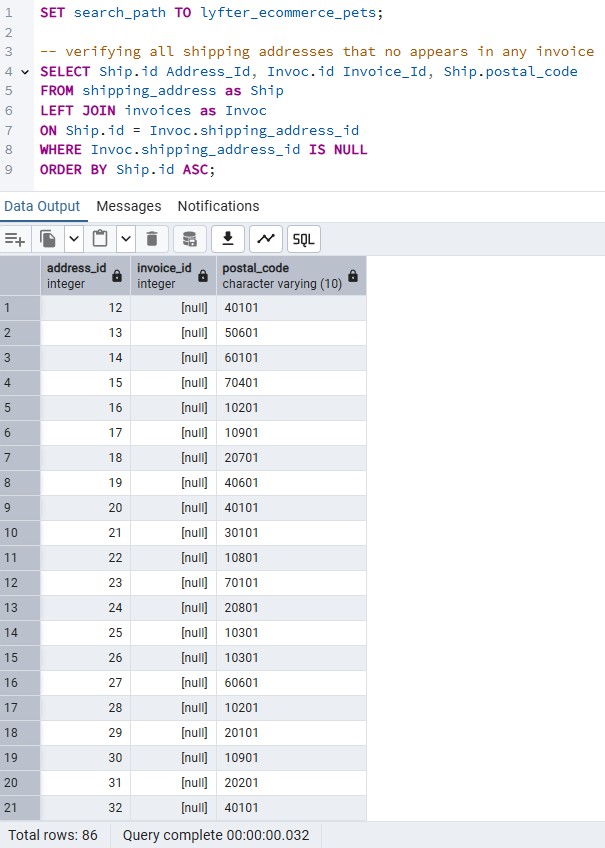 1 SET search_path TO lyfter_ecommerce_pets;
2
3 -- verifying all shipping addresses that no appears in any invoice
4 SELECT Ship.id Address_Id, Invoc.id Invoice_Id, Ship.postal_code
5 FROM shipping_address as Ship
6 LEFT JOIN invoices as Invoc
7 ON Ship.id = Invoc.shipping_address_id
8 WHERE Invoc.shipping_address_id IS NULL
9 ORDER BY Ship.id ASC;
Data Output Messages Notifications
SQL
address_id invoice_id postal_code
integer integer character varying (10)
1 12 [null] 40101
2 13 [null] 50601
3 14 [null] 60101
4 15 [null] 70401
5 16 [null] 10201
6 17 [null] 10901
7 18 [null] 20701
8 19 [null] 40601
9 20 [null] 40101
10 21 [null] 30101
11 22 [null] 10801
12 23 [null] 70101
13 24 [null] 20801
14 25 [null] 10301
15 26 [null] 10301
16 27 [null] 60601
17 28 [null] 10201
18 29 [null] 20101
19 30 [null] 10901
20 31 [null] 20201
21 32 [null] 40101
Total rows: 86 Query complete 00:00:00.032